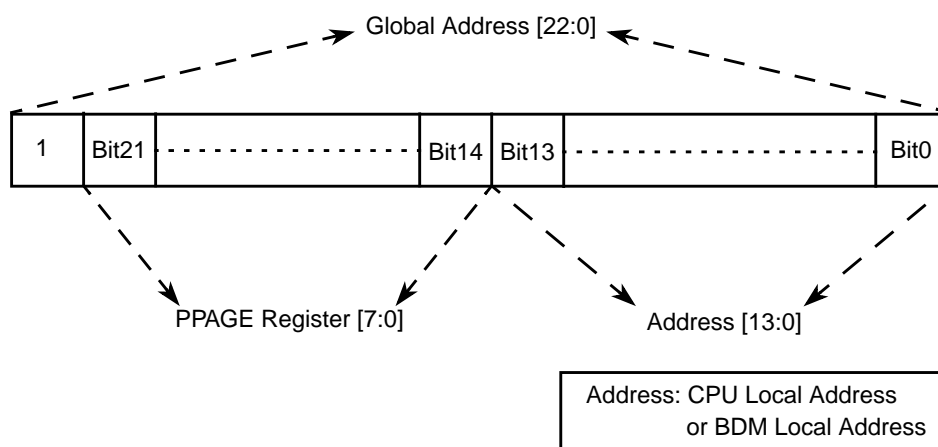 Global Address [22:0]
1 Bit21 Bit14 Bit13 Bit0
PPAGE Register [7:0] Address [13:0]
Address: CPU Local Address
or BDM Local Address